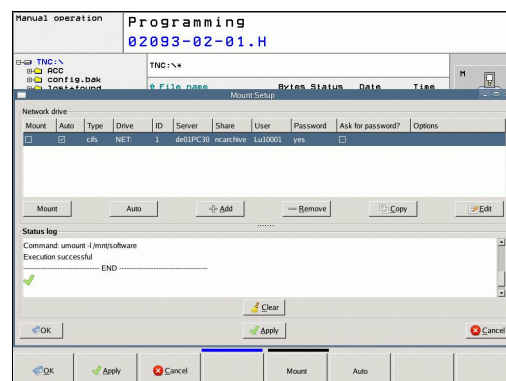 Manual operation
Programming
02093-02-01.H
TNC:\
ACC
config.bak
lost+found
TNC:\*
File name Bytes Status Date Time
M
Mount Setup
Network drive
Mount Auto Type Drive ID Server Share User Password Ask for password? Options
cifs NET: 1 de01PC30 ncarchive Lu10001 yes
Mount Auto Add Remove Copy Edit
Status log
Command: umount -l /mnt/software
Execution successful
------------------------------ END ------------------------------
Clear
OK Apply Cancel
OK Apply Cancel Mount Auto